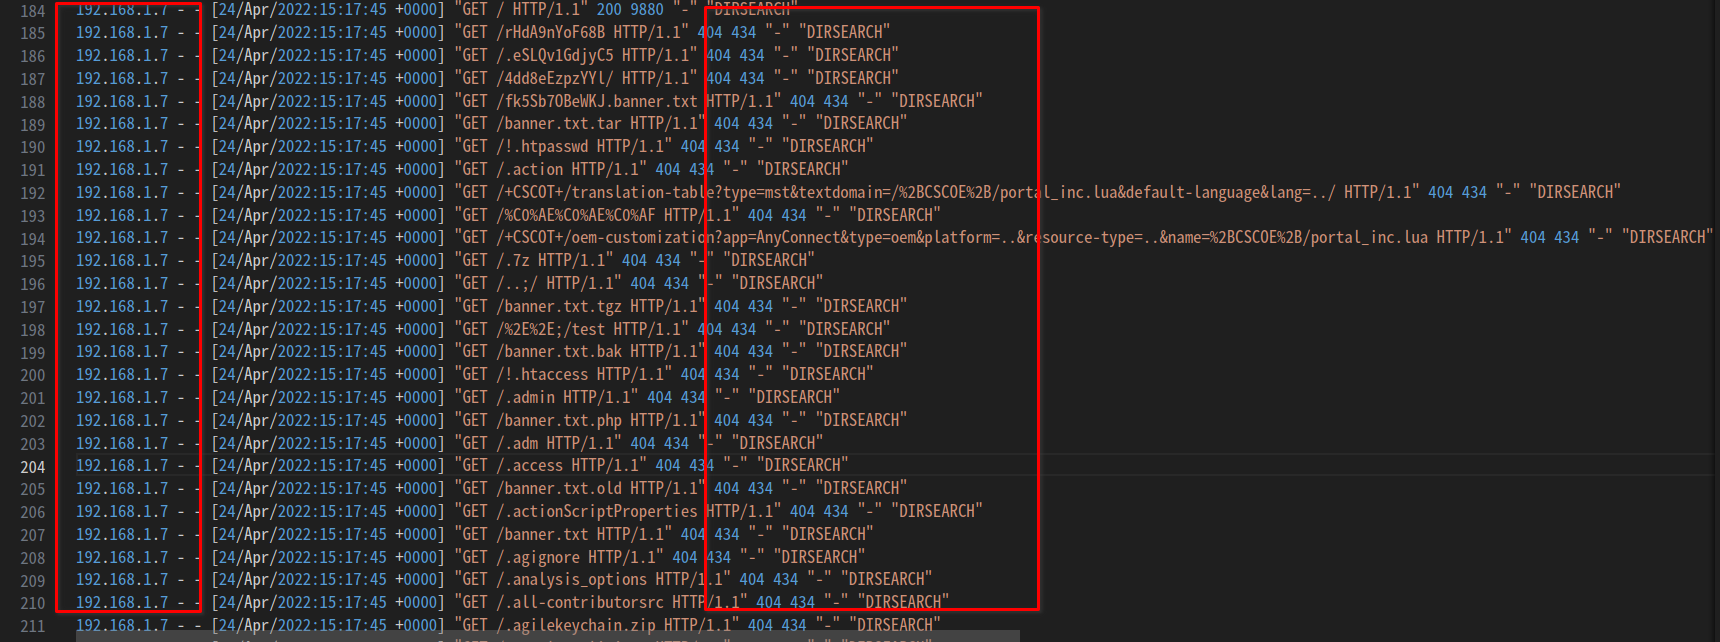 184 192.168.1.7 - - [24/Apr/2022:15:17:45 +0000] "GET / HTTP/1.1" 200 9880 "-" "DIRSEARCH"
185 192.168.1.7 - - [24/Apr/2022:15:17:45 +0000] "GET /rHdA9nYoF68B HTTP/1.1" 404 434 "-" "DIRSEARCH"
186 192.168.1.7 - - [24/Apr/2022:15:17:45 +0000] "GET /.eSLQv1GdjyC5 HTTP/1.1" 404 434 "-" "DIRSEARCH"
187 192.168.1.7 - - [24/Apr/2022:15:17:45 +0000] "GET /4dd8eEzpzYYl/ HTTP/1.1" 404 434 "-" "DIRSEARCH"
188 192.168.1.7 - - [24/Apr/2022:15:17:45 +0000] "GET /fk5Sb7OBeWKJ.banner.txt HTTP/1.1" 404 434 "-" "DIRSEARCH"
189 192.168.1.7 - - [24/Apr/2022:15:17:45 +0000] "GET /banner.txt.tar HTTP/1.1" 404 434 "-" "DIRSEARCH"
190 192.168.1.7 - - [24/Apr/2022:15:17:45 +0000] "GET /!.htpasswd HTTP/1.1" 404 434 "-" "DIRSEARCH"
191 192.168.1.7 - - [24/Apr/2022:15:17:45 +0000] "GET /.action HTTP/1.1" 404 434 "-" "DIRSEARCH"
192 192.168.1.7 - - [24/Apr/2022:15:17:45 +0000] "GET /+CSCOT+/translation-table?type=mst&textdomain=/%2BCSCOE%2B/portal_inc.lua&default-language&lang=../ HTTP/1.1" 404 434 "-" "DIRSEARCH"
193 192.168.1.7 - - [24/Apr/2022:15:17:45 +0000] "GET /%C0%AE%C0%AE%C0%AF HTTP/1.1" 404 434 "-" "DIRSEARCH"
194 192.168.1.7 - - [24/Apr/2022:15:17:45 +0000] "GET /+CSCOT+/oem-customization?app=AnyConnect&type=oem&platform=..&resource-type=..&name=%2BCSCOE%2B/portal_inc.lua HTTP/1.1" 404 434 "-" "DIRSEARCH"
195 192.168.1.7 - - [24/Apr/2022:15:17:45 +0000] "GET /.7z HTTP/1.1" 404 434 "-" "DIRSEARCH"
196 192.168.1.7 - - [24/Apr/2022:15:17:45 +0000] "GET /..;/ HTTP/1.1" 404 434 "-" "DIRSEARCH"
197 192.168.1.7 - - [24/Apr/2022:15:17:45 +0000] "GET /banner.txt.tgz HTTP/1.1" 404 434 "-" "DIRSEARCH"
198 192.168.1.7 - - [24/Apr/2022:15:17:45 +0000] "GET /%2E%2E;/test HTTP/1.1" 404 434 "-" "DIRSEARCH"
199 192.168.1.7 - - [24/Apr/2022:15:17:45 +0000] "GET /banner.txt.bak HTTP/1.1" 404 434 "-" "DIRSEARCH"
200 192.168.1.7 - - [24/Apr/2022:15:17:45 +0000] "GET /!.htaccess HTTP/1.1" 404 434 "-" "DIRSEARCH"
201 192.168.1.7 - - [24/Apr/2022:15:17:45 +0000] "GET /.admin HTTP/1.1" 404 434 "-" "DIRSEARCH"
202 192.168.1.7 - - [24/Apr/2022:15:17:45 +0000] "GET /banner.txt.php HTTP/1.1" 404 434 "-" "DIRSEARCH"
203 192.168.1.7 - - [24/Apr/2022:15:17:45 +0000] "GET /.adm HTTP/1.1" 404 434 "-" "DIRSEARCH"
204 192.168.1.7 - - [24/Apr/2022:15:17:45 +0000] "GET /.access HTTP/1.1" 404 434 "-" "DIRSEARCH"
205 192.168.1.7 - - [24/Apr/2022:15:17:45 +0000] "GET /banner.txt.old HTTP/1.1" 404 434 "-" "DIRSEARCH"
206 192.168.1.7 - - [24/Apr/2022:15:17:45 +0000] "GET /.actionScriptProperties HTTP/1.1" 404 434 "-" "DIRSEARCH"
207 192.168.1.7 - - [24/Apr/2022:15:17:45 +0000] "GET /banner.txt HTTP/1.1" 404 434 "-" "DIRSEARCH"
208 192.168.1.7 - - [24/Apr/2022:15:17:45 +0000] "GET /.agignore HTTP/1.1" 404 434 "-" "DIRSEARCH"
209 192.168.1.7 - - [24/Apr/2022:15:17:45 +0000] "GET /.analysis_options HTTP/1.1" 404 434 "-" "DIRSEARCH"
210 192.168.1.7 - - [24/Apr/2022:15:17:45 +0000] "GET /.all-contributorsrc HTTP/1.1" 404 434 "-" "DIRSEARCH"
211 192.168.1.7 - - [24/Apr/2022:15:17:45 +0000] "GET /.agilekeychain.zip HTTP/1.1" 404 434 "-" "DIRSEARCH"